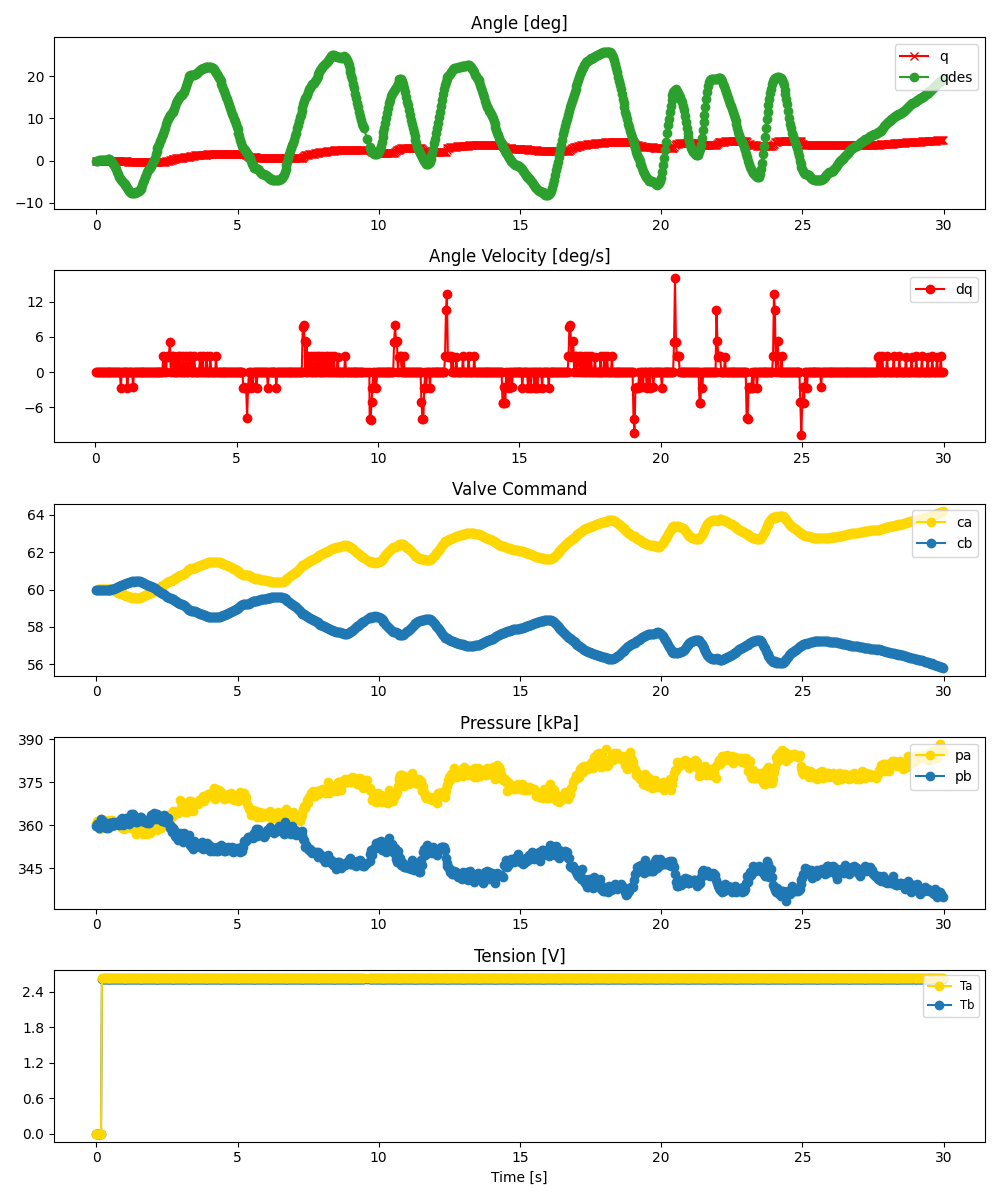 Angle [deg]
20
10
0
−10
q
qdes
0 5 10 15 20 25 30
Angle Velocity [deg/s]
12
6
0
−6
dq
0 5 10 15 20 25 30
Valve Command
64
62
60
58
56
ca
cb
0 5 10 15 20 25 30
Pressure [kPa]
390
375
360
345
pa
pb
0 5 10 15 20 25 30
Tension [V]
2.4
1.8
1.2
0.6
0.0
Ta
Tb
0 5 10 15 20 25 30
Time [s]